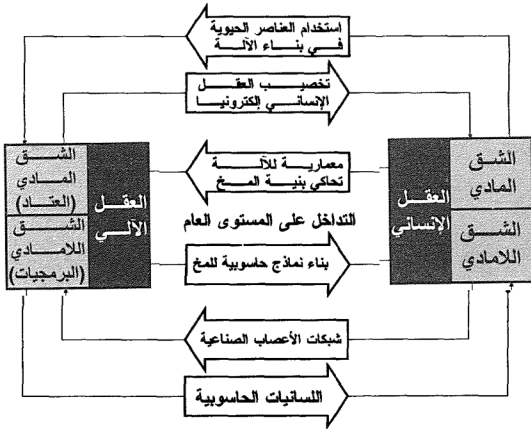 استخدام العناصر الحيوية
في بناء الآلة
تخصيب العقل
الإنساني إلكترونيا
معمارية للآلة
تحاكي بنية المخ
الشق
المادي
العقل
الإنساني
الشق
اللامادي
الشق
المادي
(العتاد)
العقل
الآلي
الشق
اللامادي
(البرمجيات)
التداخل على المستوى العام
بناء نماذج حاسوبية للمخ
شبكات الأعصاب الصناعية
اللسانيات الحاسوبية